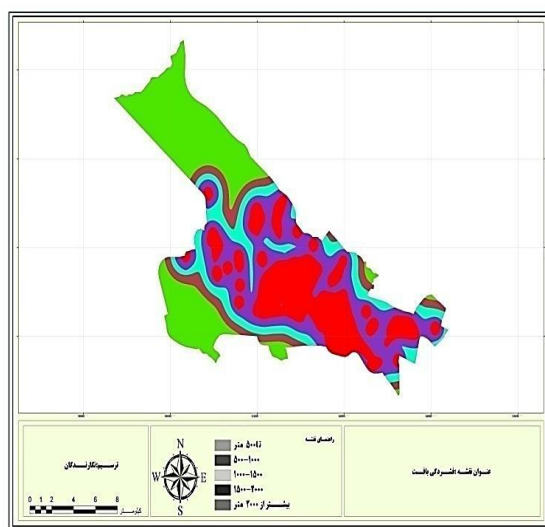 عنوان نقشه :فشردگی بافت
راهنمای نقشه
تا ۵۰۰ متر
۵۰۰-۱۰۰۰
۱۰۰۰-۱۵۰۰
۱۵۰۰-۲۰۰۰
بیشتر از ۲۰۰۰ متر
N
W E
S
ترسیم:نگارندگان
0 1 2 4 6 8
کیلومتر